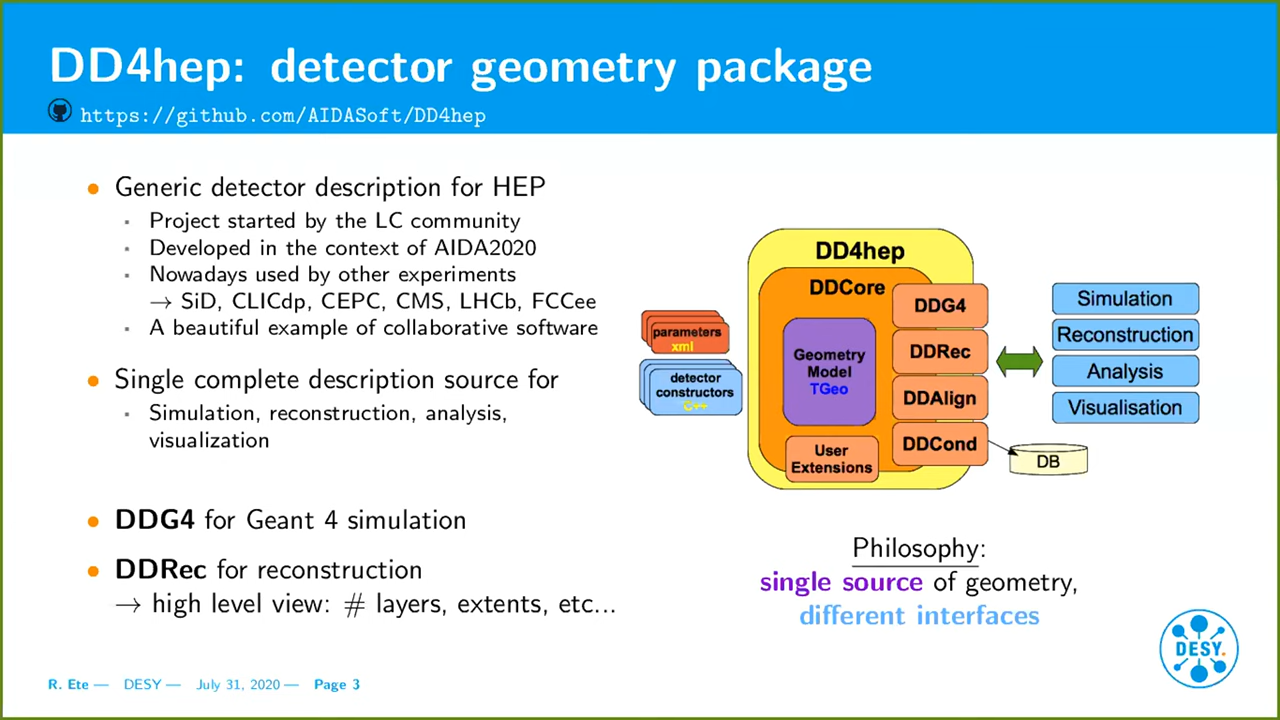 DD4hep: detector geometry package
https://github.com/AIDASoft/DD4hep
• Generic detector description for HEP
▪ Project started by the LC community
▪ Developed in the context of AIDA2020
▪ Nowadays used by other experiments
→ SiD, CLICdp, CEPC, CMS, LHCb, FCCee
▪ A beautiful example of collaborative software
• Single complete description source for
▪ Simulation, reconstruction, analysis,
visualization
• DDG4 for Geant 4 simulation
• DDRec for reconstruction
→ high level view: # layers, extents, etc...
parameters
xml
detector
constructors
C++
DD4hep
DDCore
Geometry
Model
TGeo
User
Extensions
DDG4
DDRec
DDAlign
DDCond
Simulation
Reconstruction
Analysis
Visualisation
DB
Philosophy:
single source of geometry,
different interfaces
DESY.
R. Ete — DESY — July 31, 2020 — Page 3